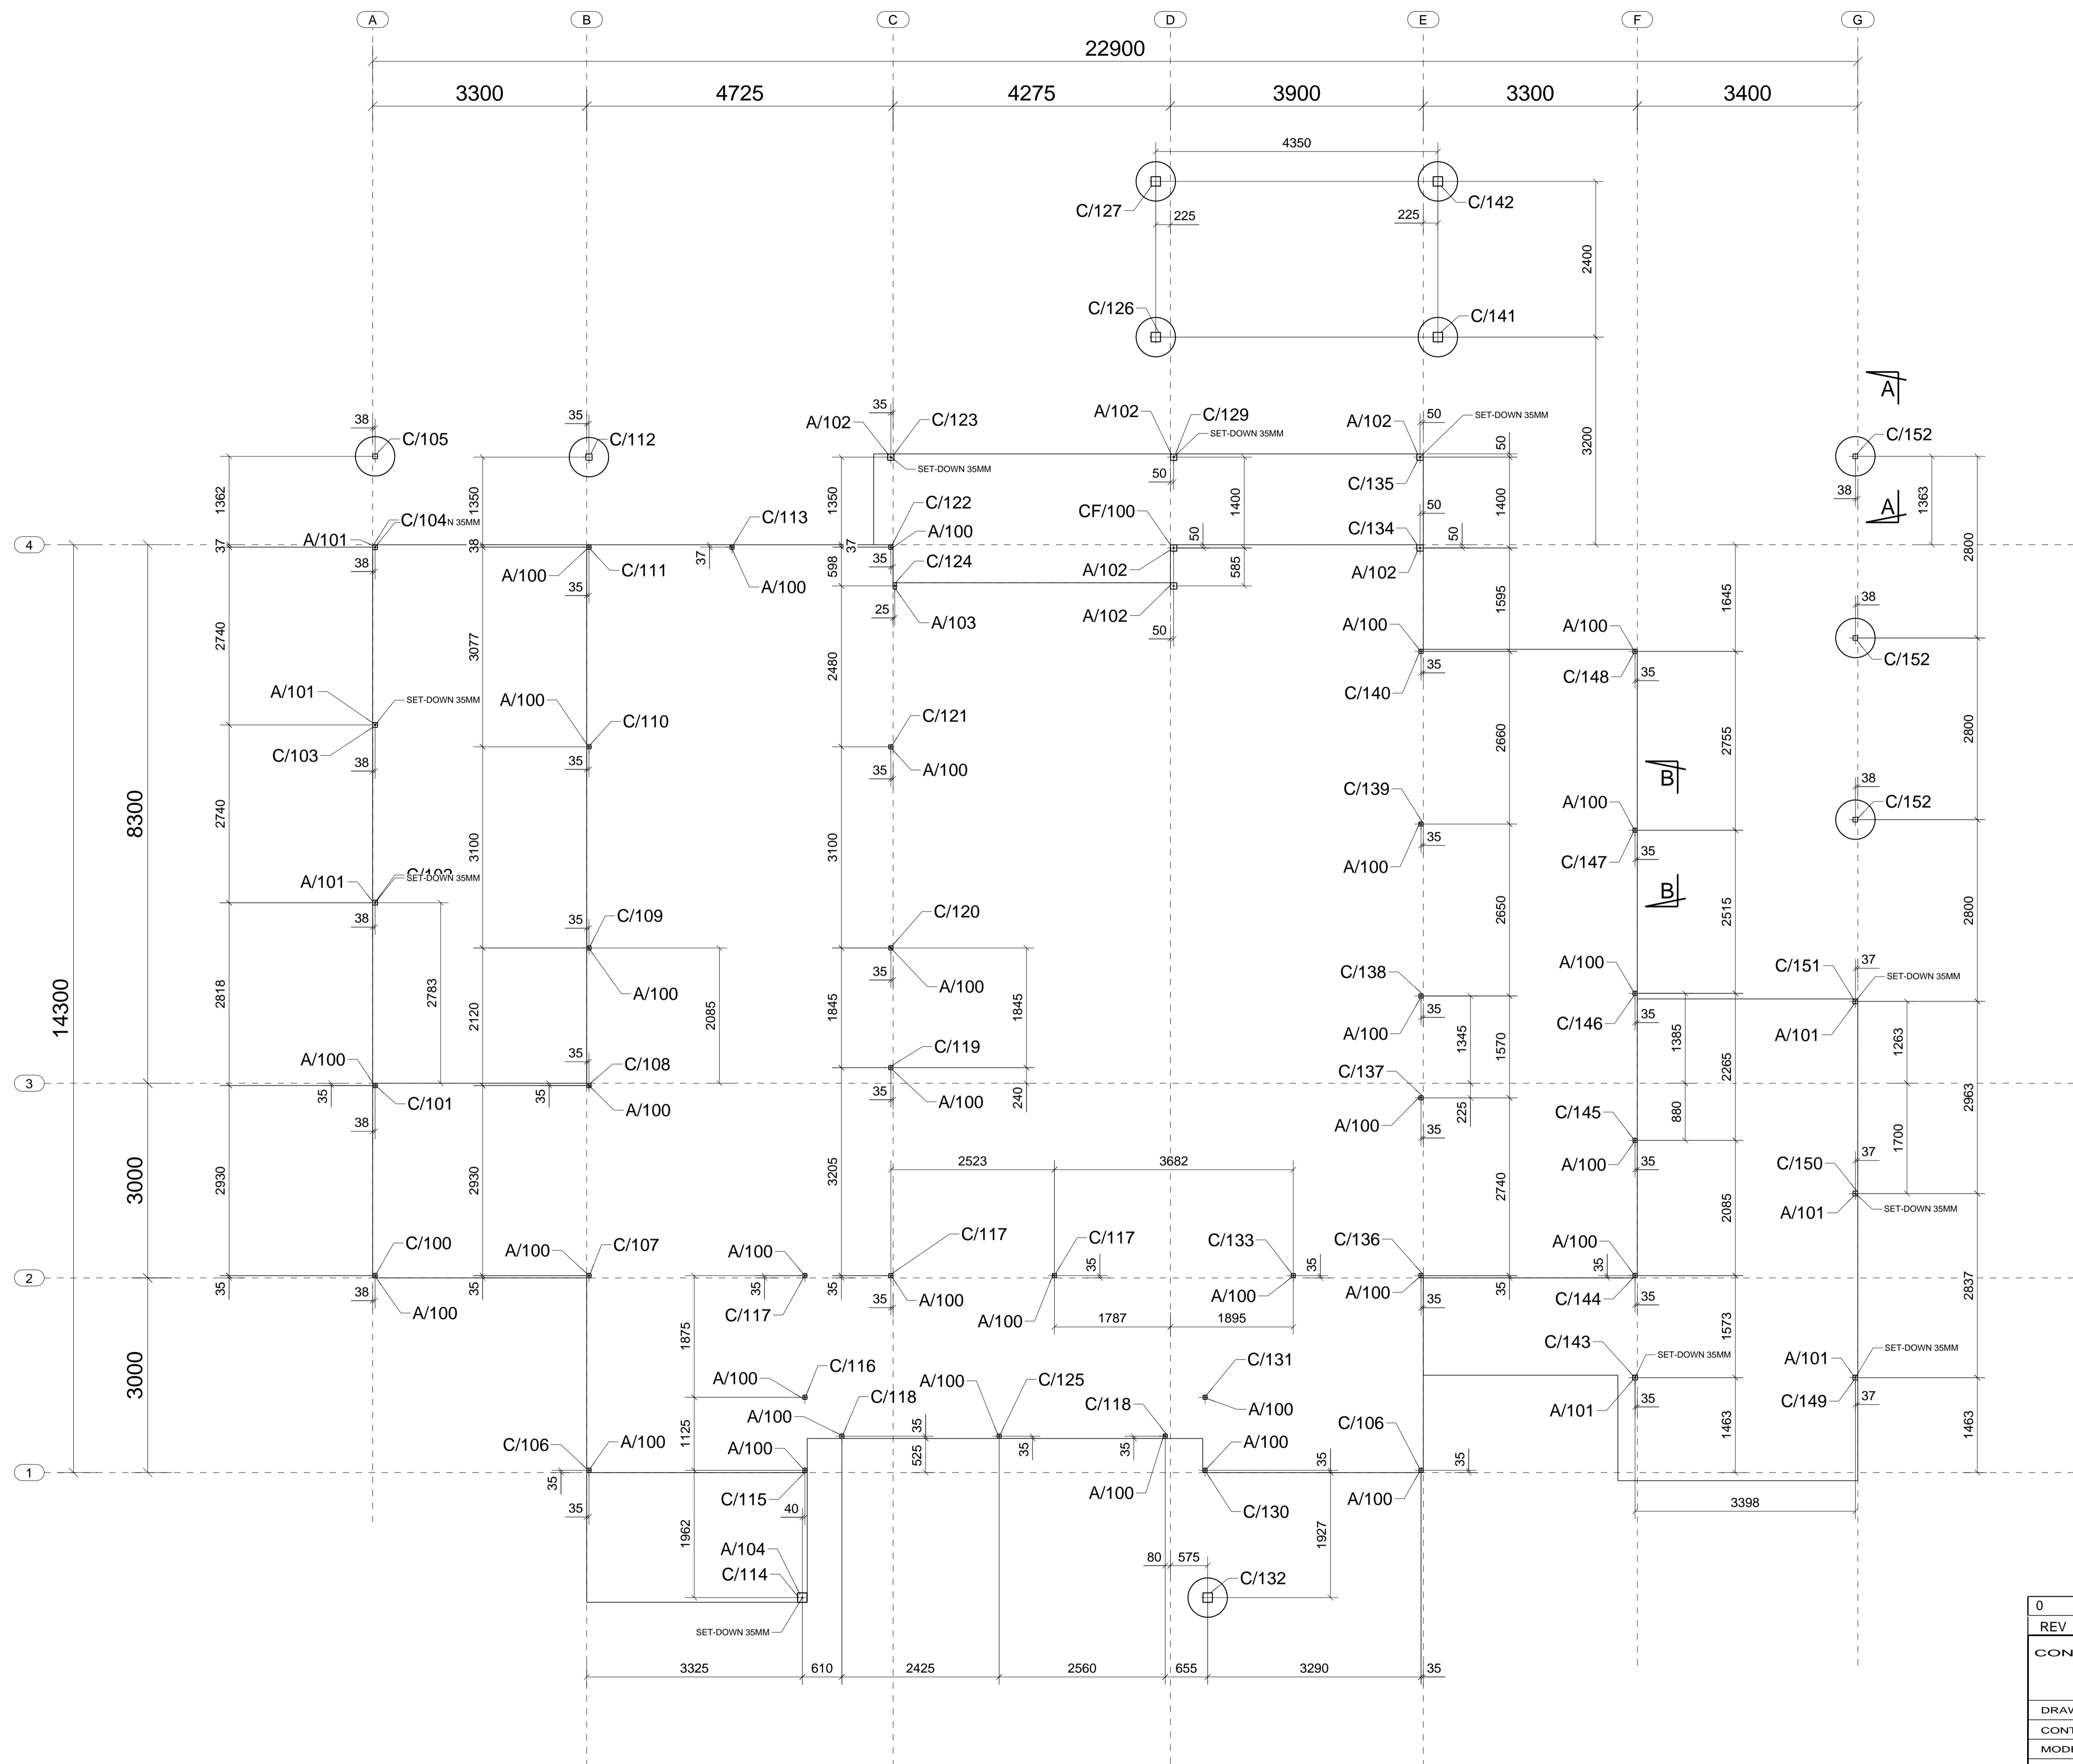 A B C D E F G
22900
3300 4725 4275 3900 3300 3400
4350
C/127 C/142
225 225
2400
C/126 C/141
3200
A
38 C/105
35 C/112
35 A/102 C/123
SET-DOWN 35MM
A/102 C/129
SET-DOWN 35MM
50
A/102 50
SET-DOWN 35MM
50
C/135
C/152
38 1363
A
1362 1350 1350 1400 1400
C/113
C/122
A/100
CF/100
50
C/134
50
50
4
A/101 C/104 N 35MM
37 38 37 37
38
A/100 C/111
35
A/100
35
598
C/124
A/102
585
A/102
25 A/103
A/102
50
2740 3077 2480 1595 1645 2800
A/100
35
C/140
A/100
C/148
35
38
C/152
A/101
SET-DOWN 35MM
C/103
38
A/100
C/110
35
C/121
35
A/100
2660 2755 2800
B
8300
2740 3100 3100
C/139
35
A/100
A/100
C/147
35
38
C/152
B
A/101
SET-DOWN 35MM
38
C/109
35
A/100
C/120
35
A/100
2650 2515 2800
14300
2818 2783 2120 2085 1845 1845
C/138
A/100
35
1345 1570
A/100
C/146
35
1385 2265
C/151
37
SET-DOWN 35MM
A/101
1263
C/119
35
A/100
240
A/100
C/101
35
38
35
C/108
35
A/100
3
C/137
A/100
35
225
C/145
A/100
35
880
2963
1700
3000
2930 2930 3205
2523 3682
2740 2085
C/150
37
A/101
SET-DOWN 35MM
C/100
A/100
35
38
A/100 C/107
35
A/100
35
C/117
C/117
35
35
A/100
C/117
35
A/100
C/133
35
A/100
C/136
A/100
35
35
A/100
35
C/144
35
2
1787 1895
1875
1573 2837
3000
C/143
SET-DOWN 35MM
A/101
35
A/101
SET-DOWN 35MM
C/149
37
A/100 C/116
A/100 C/118
A/100 C/125
C/118
C/131
A/100
C/106
1125
35
525
35
35
A/100
1463 1463
C/106 A/100
35
35
A/100
C/115
40
A/100
C/130
35
35
A/100
1
1962
A/104
C/114
SET-DOWN 35MM
80 575
C/132
1927
3398
3325 610 2425 2560 655 3290 35
0
REV
CON
DRAW
CONT
MODE